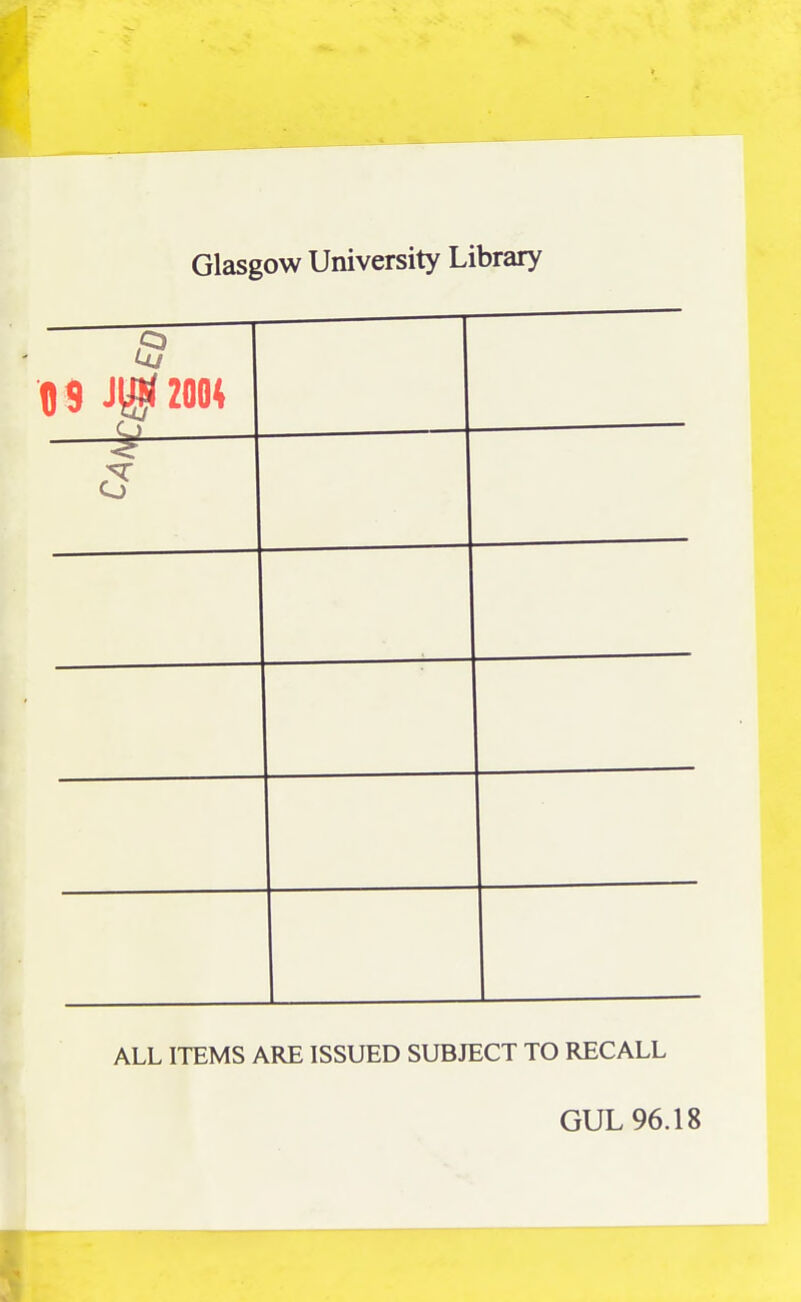 Glasgow University Library
09 JUN 2004
CANCELLED
ALL ITEMS ARE ISSUED SUBJECT TO RECALL
GUL 96.18